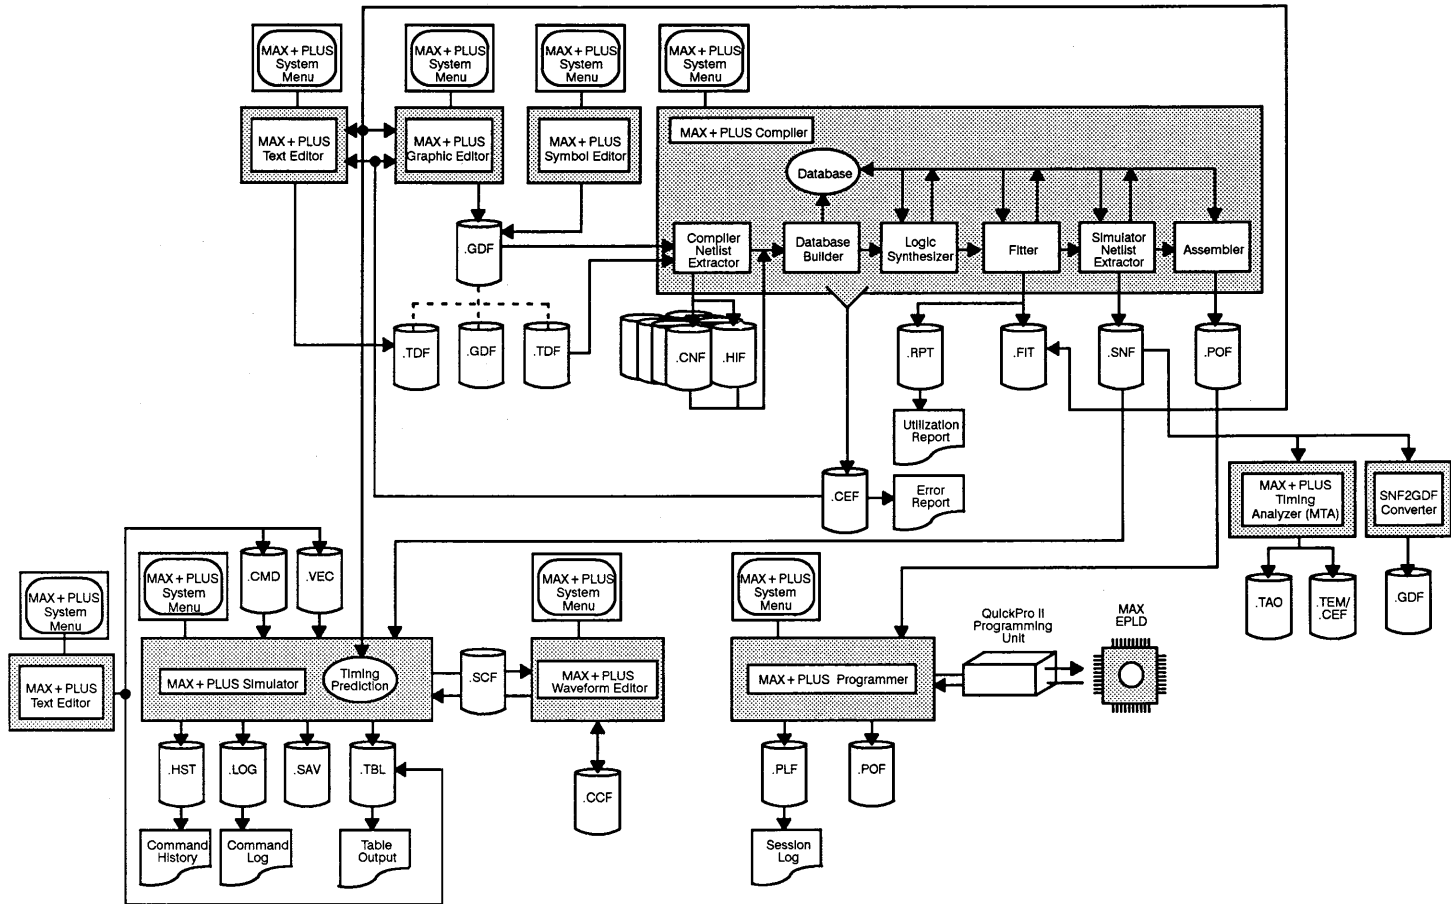 MAX + PLUS
System
Menu
MAX + PLUS
System
Menu
MAX + PLUS
System
Menu
MAX + PLUS
System
Menu
MAX + PLUS
Text Editor
MAX + PLUS
Graphic Editor
MAX + PLUS
Symbol Editor
MAX + PLUS Compiler
Database
.GDF
Compiler
Netlist
Extractor
Database
Builder
Logic
Synthesizer
Fitter
Simulator
Netlist
Extractor
Assembler
.TDF
.GDF
.TDF
.CNF
.HIF
.RPT
.FIT
.SNF
.POF
Utilization
Report
.CEF
Error
Report
MAX + PLUS
Timing
Analyzer (MTA)
SNF2GDF
Converter
.TAO
.TEM/
.CEF
.GDF
MAX + PLUS
System
Menu
MAX + PLUS
Text Editor
MAX + PLUS
System
Menu
.CMD
.VEC
MAX + PLUS
System
Menu
MAX + PLUS
System
Menu
QuickPro II
Programming
Unit
MAX
EPLD
MAX + PLUS Simulator
Timing
Prediction
.SCF
MAX + PLUS
Waveform Editor
MAX + PLUS Programmer
.HST
.LOG
.SAV
.TBL
.CCF
.PLF
.POF
Command
History
Command
Log
Table
Output
Session
Log